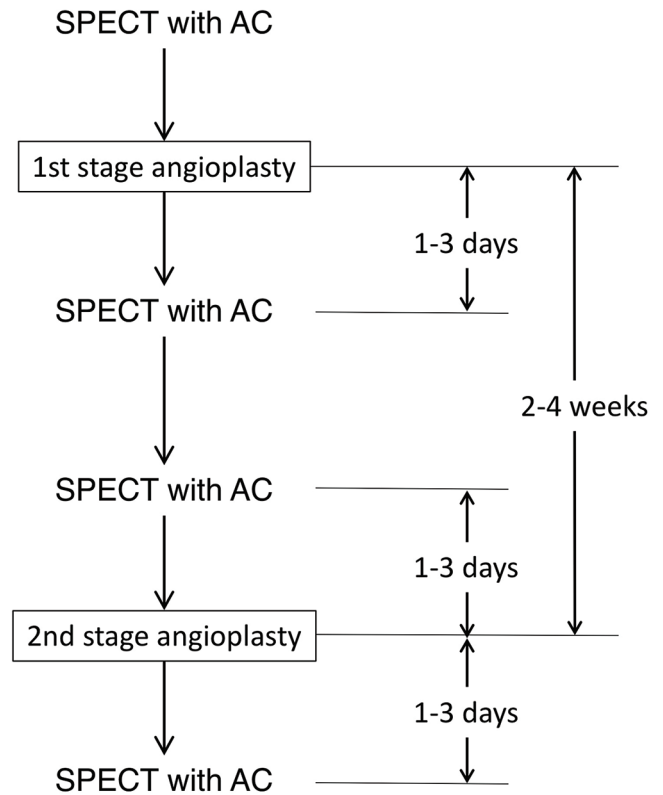 SPECT with AC
1st stage angioplasty
1-3 days
SPECT with AC
2-4 weeks
SPECT with AC
1-3 days
2nd stage angioplasty
1-3 days
SPECT with AC